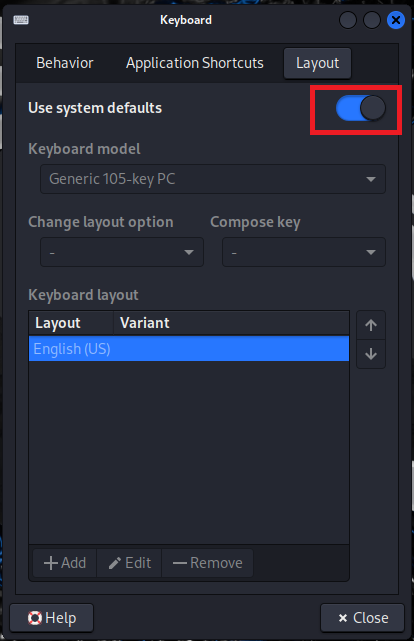 Keyboard
Behavior Application Shortcuts Layout
Use system defaults
Keyboard model
Generic 105-key PC
Change layout option Compose key
- -
Keyboard layout
Layout Variant
English (US)
Add Edit Remove
Help Close